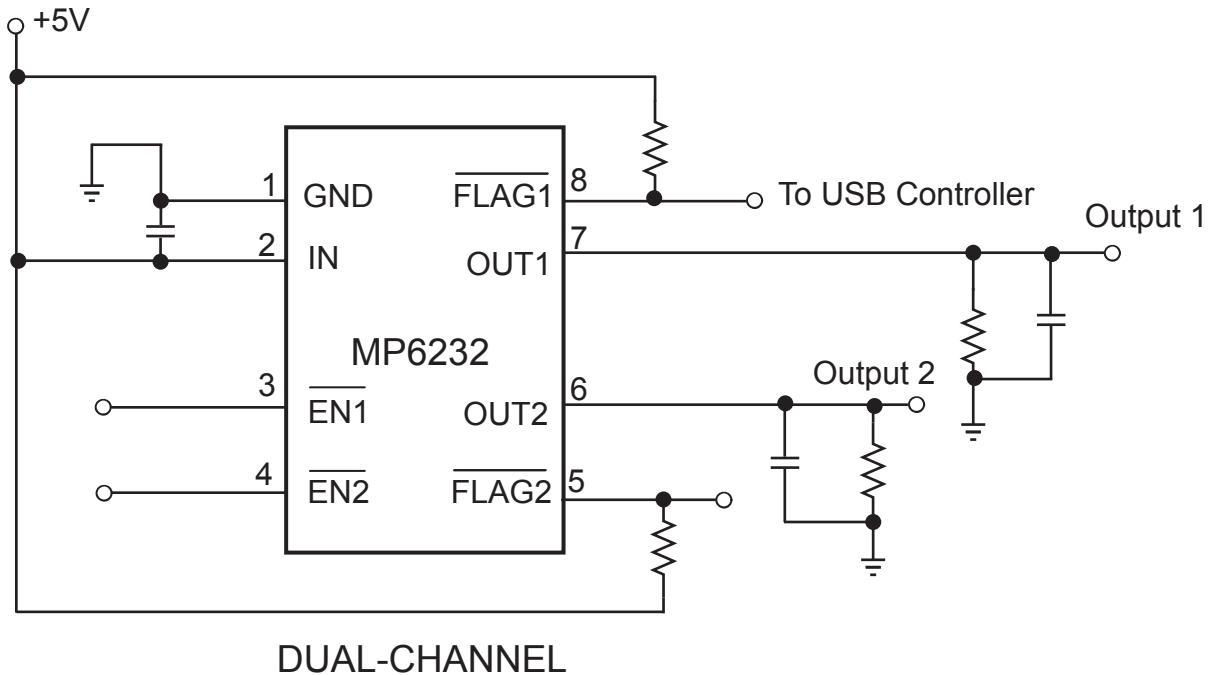 +5V
1
GND
FLAG1
8
To USB Controller
Output 1
2
IN
OUT1
7
MP6232
Output 2
3
EN1
OUT2
6
4
EN2
FLAG2
5
DUAL-CHANNEL